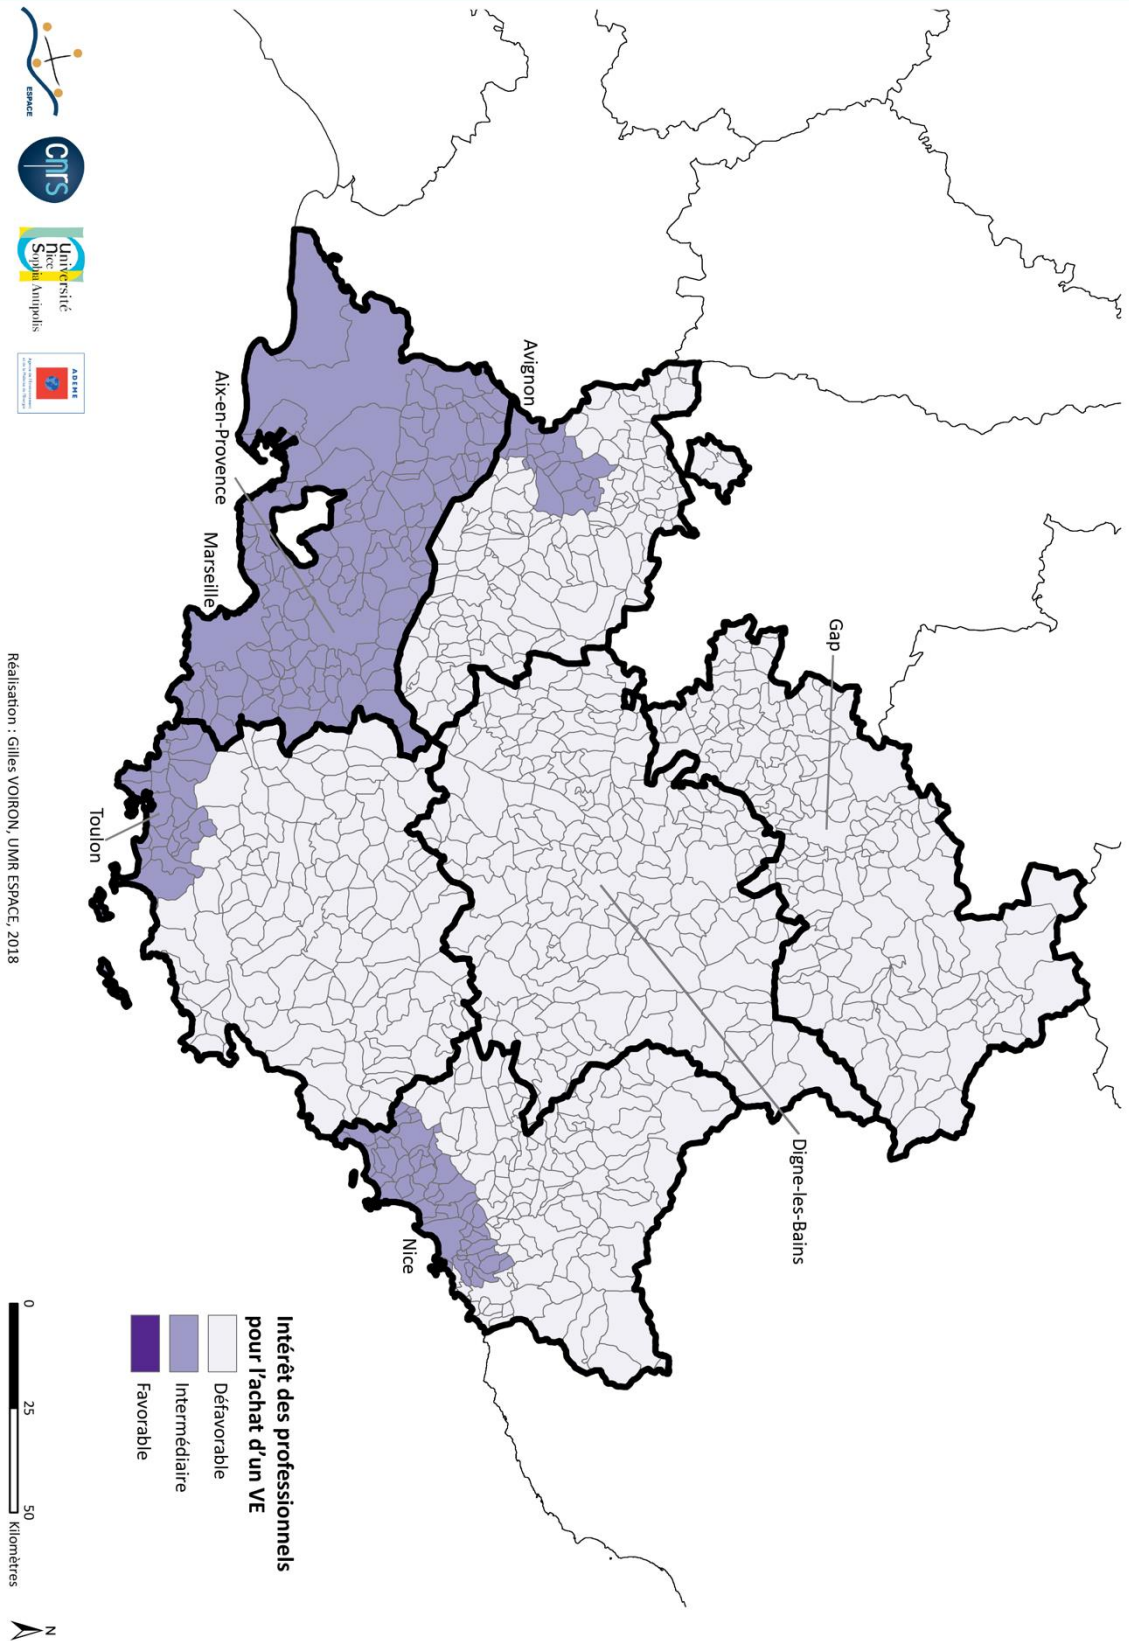 Gap
Avignon
Digne-les-Bains
Aix-en-Provence
Marseille
Nice
Toulon
Intérêt des professionnels
pour l'achat d'un VE
Défavorable
Intermédiaire
Favorable
0 25 50 Kilomètres
N
ESPACE
cnrs
Université
Nice
Sophia Antipolis
ADEME
Réalisation : Gilles VOIRON, UMR ESPACE, 2018